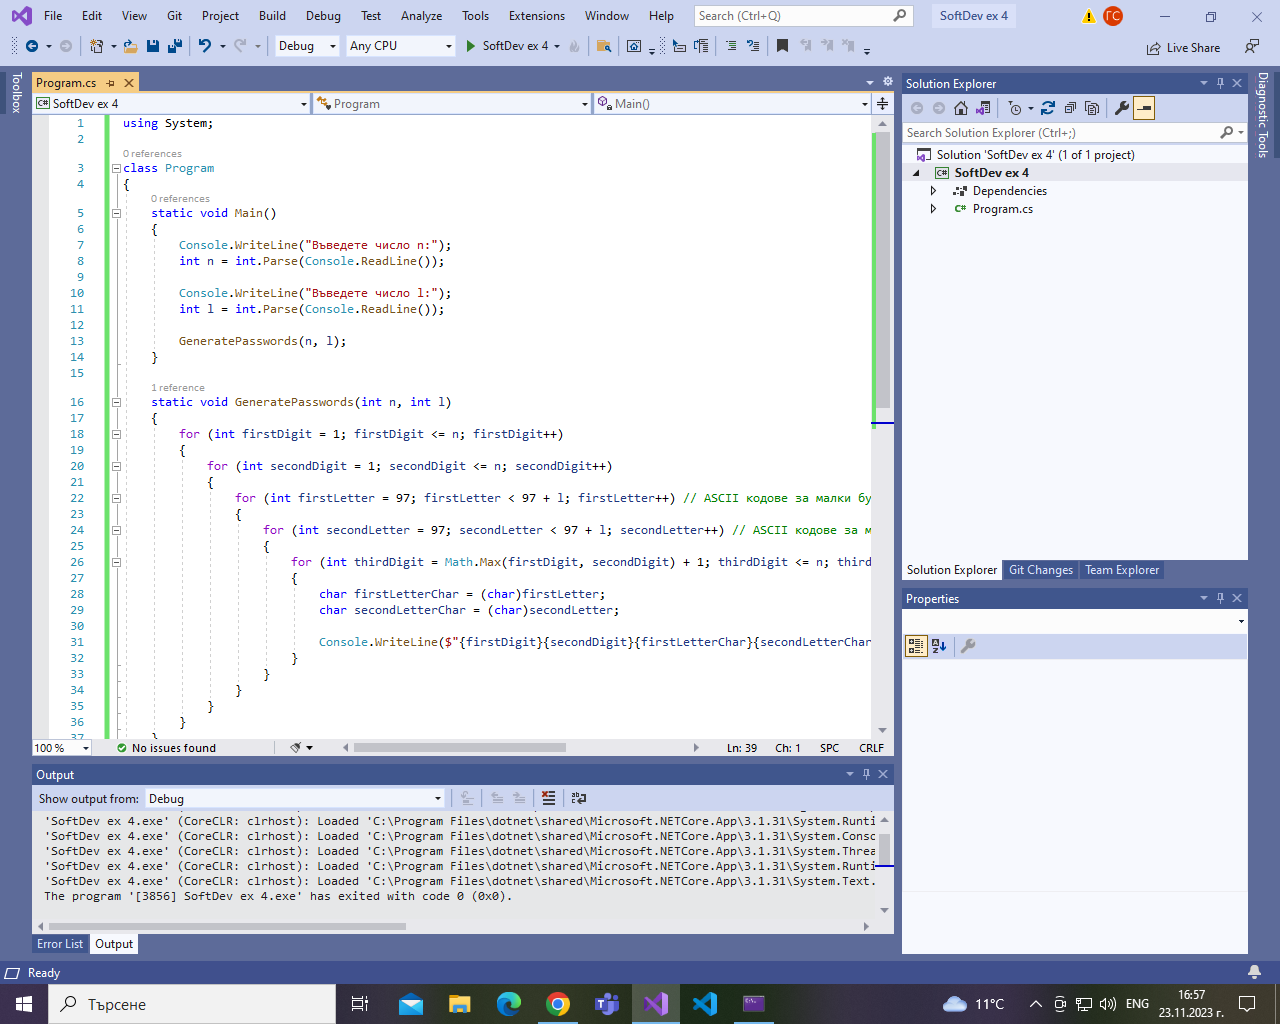 File Edit View Git Project Build Debug Test Analyze Tools Extensions Window Help Search (Ctrl+Q) SoftDev ex 4 ГС
Debug Any CPU SoftDev ex 4 Live Share
Toolbox
Program.cs
SoftDev ex 4 Program Main()
1 using System;
2
0 references
3 class Program
4 {
0 references
5 static void Main()
6 {
7 Console.WriteLine("Въведете число n:");
8 int n = int.Parse(Console.ReadLine());
9
10 Console.WriteLine("Въведете число l:");
11 int l = int.Parse(Console.ReadLine());
12
13 GeneratePasswords(n, l);
14 }
15
1 reference
16 static void GeneratePasswords(int n, int l)
17 {
18 for (int firstDigit = 1; firstDigit <= n; firstDigit++)
19 {
20 for (int secondDigit = 1; secondDigit <= n; secondDigit++)
21 {
22 for (int firstLetter = 97; firstLetter < 97 + l; firstLetter++) // ASCII кодове за малки бу
23 {
24 for (int secondLetter = 97; secondLetter < 97 + l; secondLetter++) // ASCII кодове за м
25 {
26 for (int thirdDigit = Math.Max(firstDigit, secondDigit) + 1; thirdDigit <= n; third
27 {
28 char firstLetterChar = (char)firstLetter;
29 char secondLetterChar = (char)secondLetter;
30
31 Console.WriteLine($"{firstDigit}{secondDigit}{firstLetterChar}{secondLetterChar
32 }
33 }
34 }
35 }
36 }
37 }
100 % No issues found Ln: 39 Ch: 1 SPC CRLF
Output
Show output from: Debug
'SoftDev ex 4.exe' (CoreCLR: clrhost): Loaded 'C:\Program Files\dotnet\shared\Microsoft.NETCore.App\3.1.31\System.Runti
'SoftDev ex 4.exe' (CoreCLR: clrhost): Loaded 'C:\Program Files\dotnet\shared\Microsoft.NETCore.App\3.1.31\System.Conso
'SoftDev ex 4.exe' (CoreCLR: clrhost): Loaded 'C:\Program Files\dotnet\shared\Microsoft.NETCore.App\3.1.31\System.Threa
'SoftDev ex 4.exe' (CoreCLR: clrhost): Loaded 'C:\Program Files\dotnet\shared\Microsoft.NETCore.App\3.1.31\System.Runti
'SoftDev ex 4.exe' (CoreCLR: clrhost): Loaded 'C:\Program Files\dotnet\shared\Microsoft.NETCore.App\3.1.31\System.Text.
The program '[3856] SoftDev ex 4.exe' has exited with code 0 (0x0).
Error List Output
Solution Explorer
Search Solution Explorer (Ctrl+;)
Solution 'SoftDev ex 4' (1 of 1 project)
C# SoftDev ex 4
Dependencies
C# Program.cs
Solution Explorer Git Changes Team Explorer
Properties
Diagnostic Tools
Ready
Търсене
11°C
ENG
16:57
23.11.2023 г.